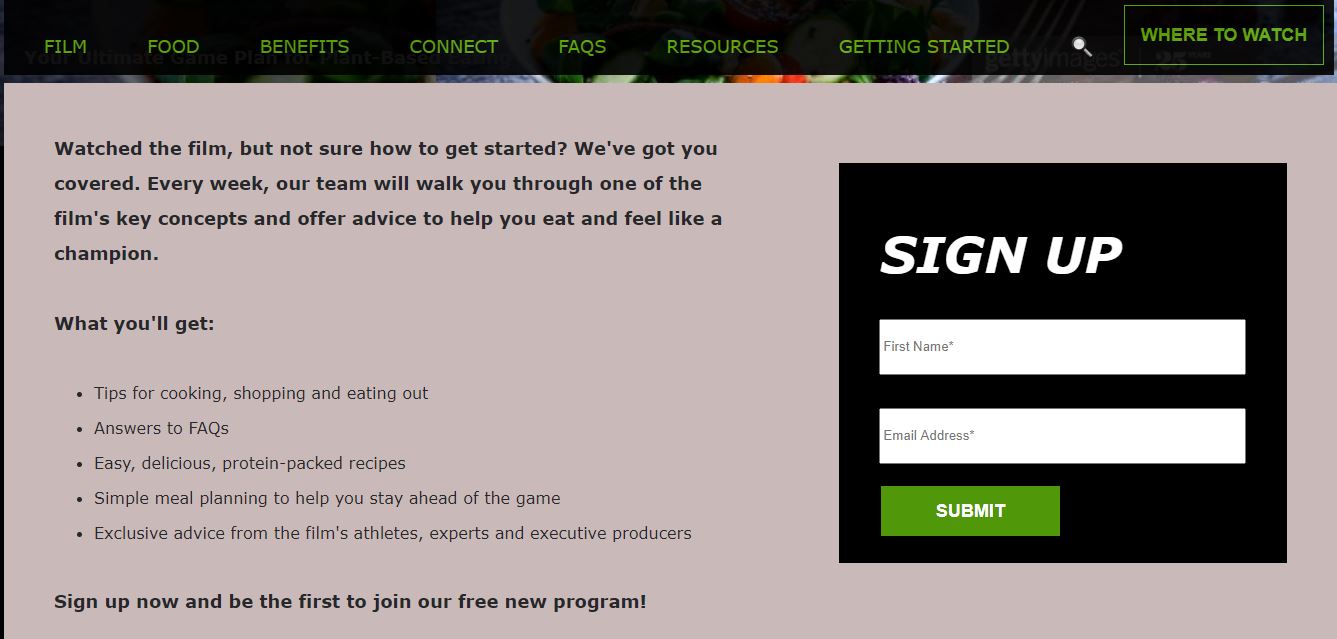 FILM FOOD BENEFITS CONNECT FAQS RESOURCES GETTING STARTED WHERE TO WATCH
Your Ultimate Game Plan for Plant-Based Eating
gettyimages 25 YEARS
Watched the film, but not sure how to get started? We've got you
covered. Every week, our team will walk you through one of the
film's key concepts and offer advice to help you eat and feel like a
champion.
What you'll get:
• Tips for cooking, shopping and eating out
• Answers to FAQs
• Easy, delicious, protein-packed recipes
• Simple meal planning to help you stay ahead of the game
• Exclusive advice from the film's athletes, experts and executive producers
Sign up now and be the first to join our free new program!
SIGN UP
First Name*
Email Address*
SUBMIT